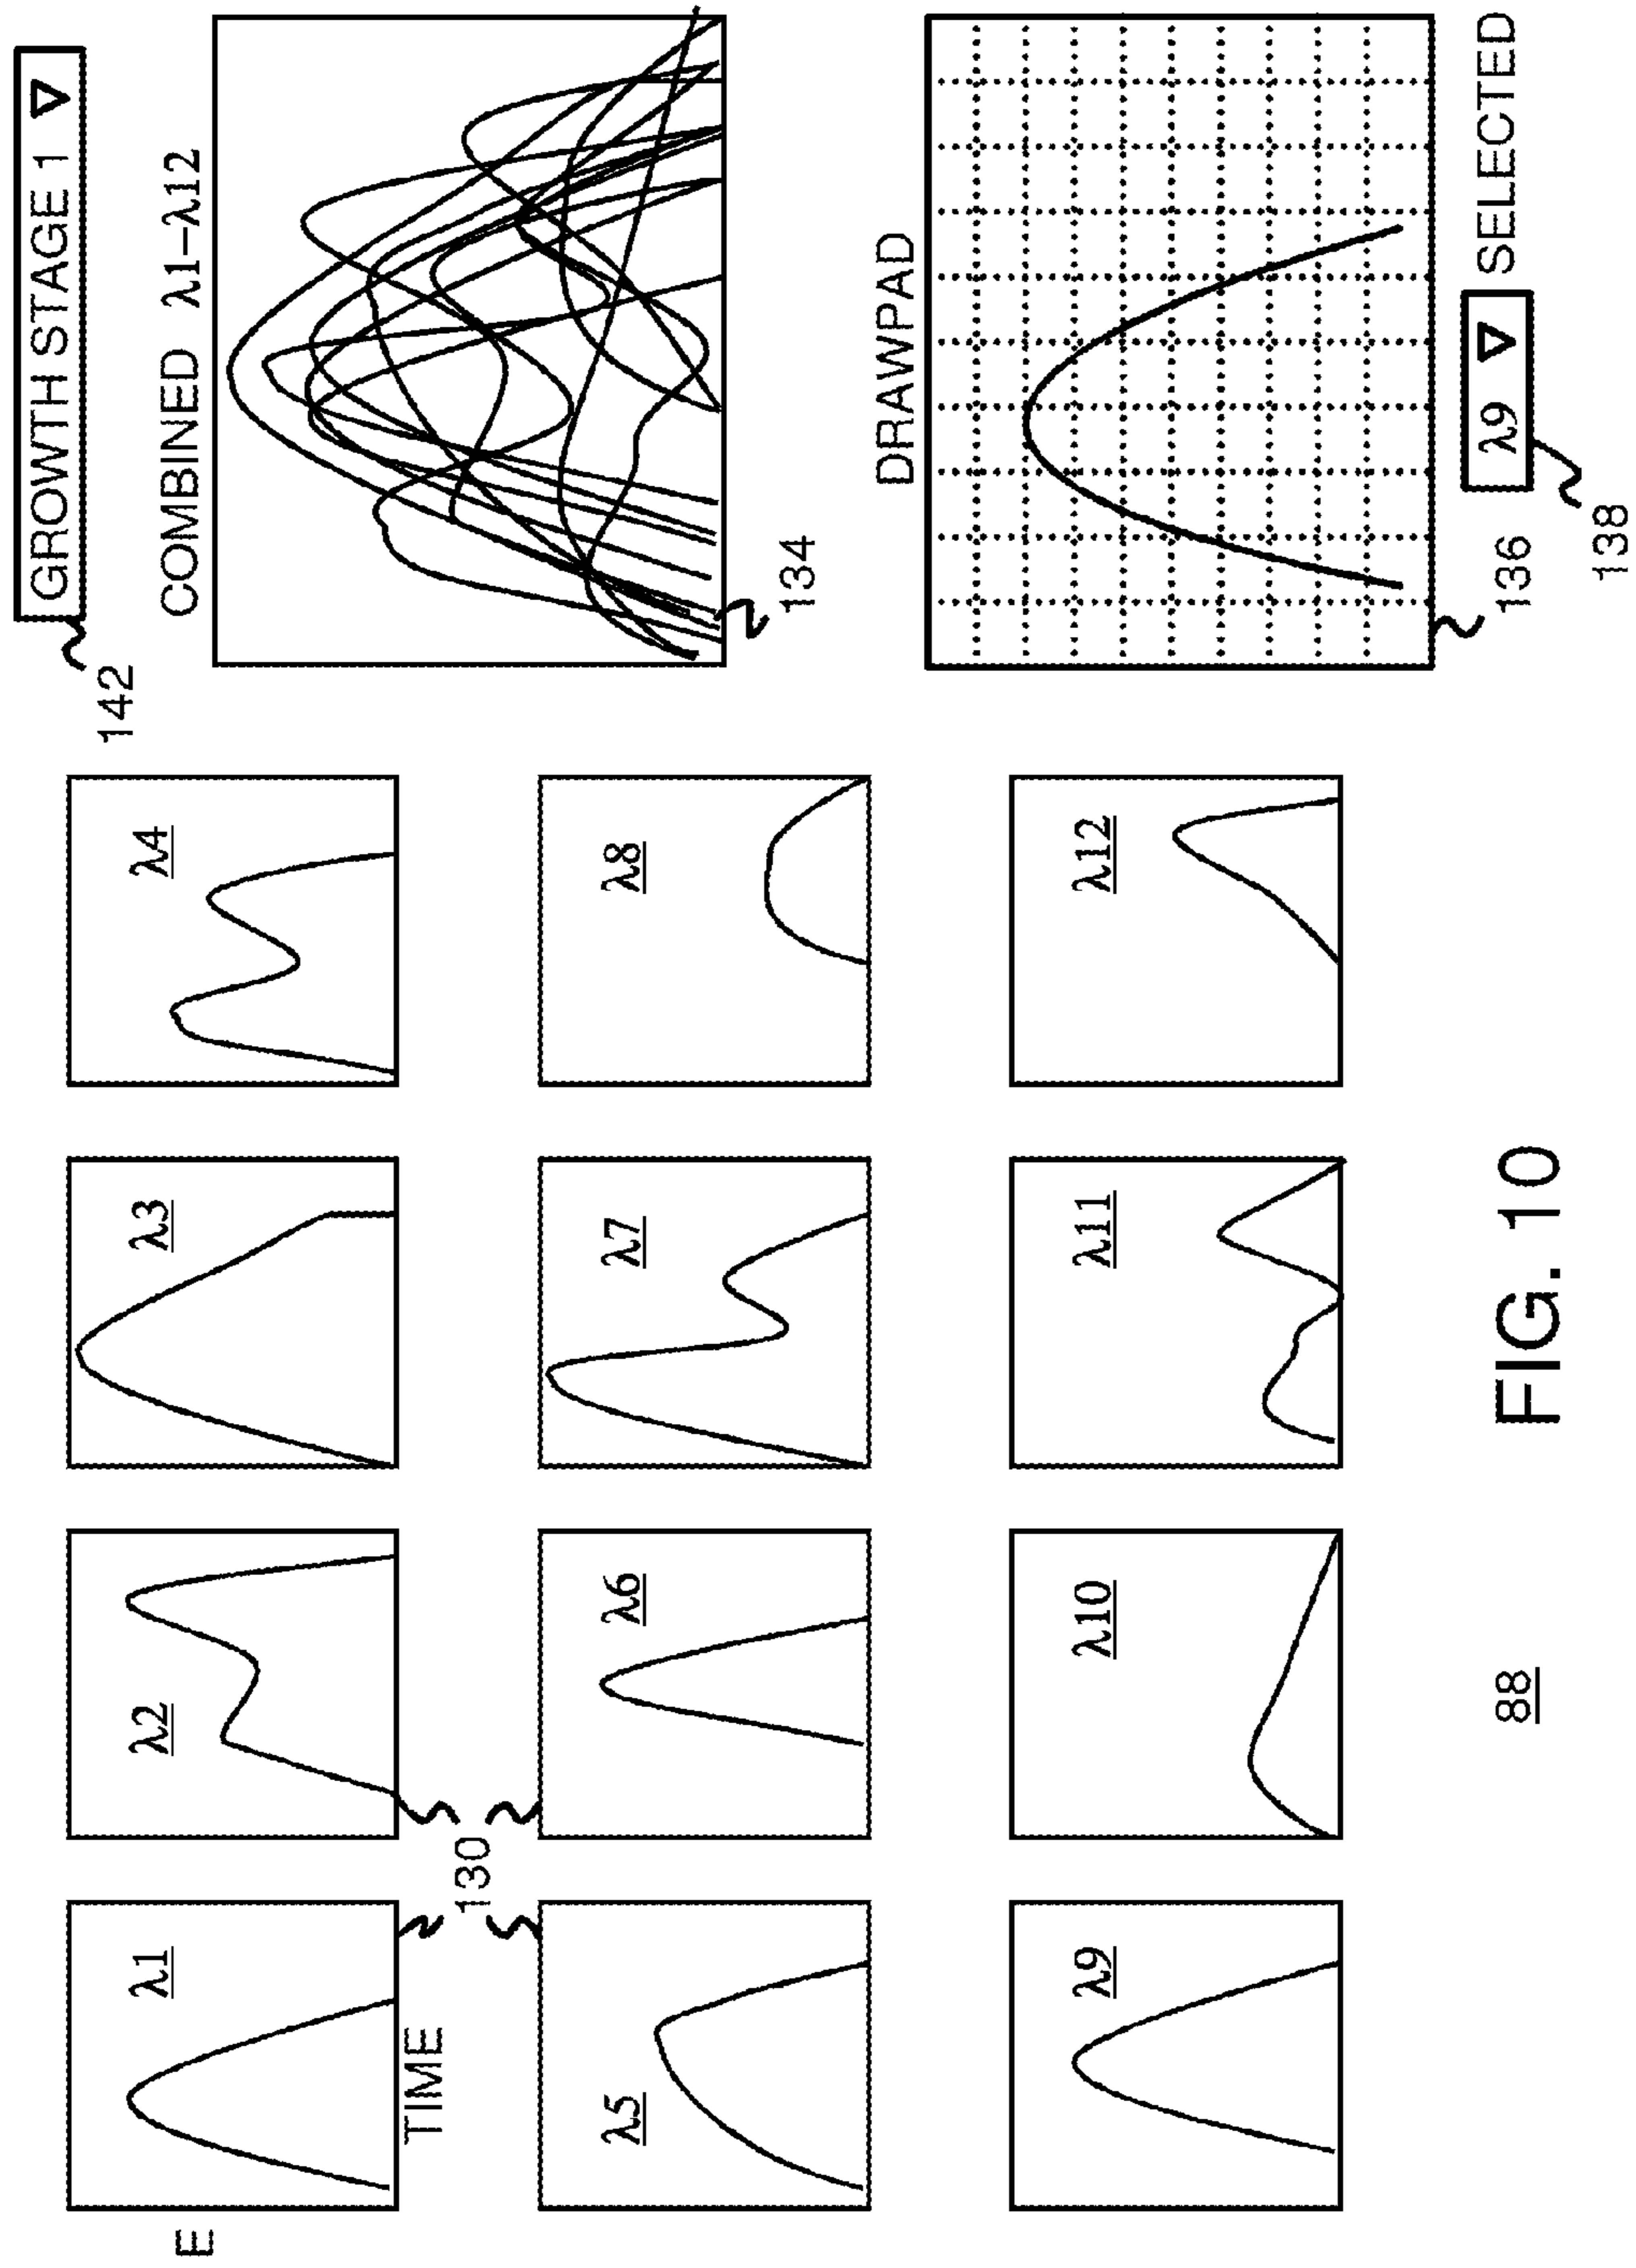 142
GROWTH STAGE 1 ▽
E
λ1
λ2
λ3
λ4
COMBINED λ1–λ12
TIME
130
134
λ5
λ6
λ7
λ8
DRAWPAD
λ9
λ10
λ11
λ12
136
λ9 ▽ SELECTED
138
88
FIG. 10